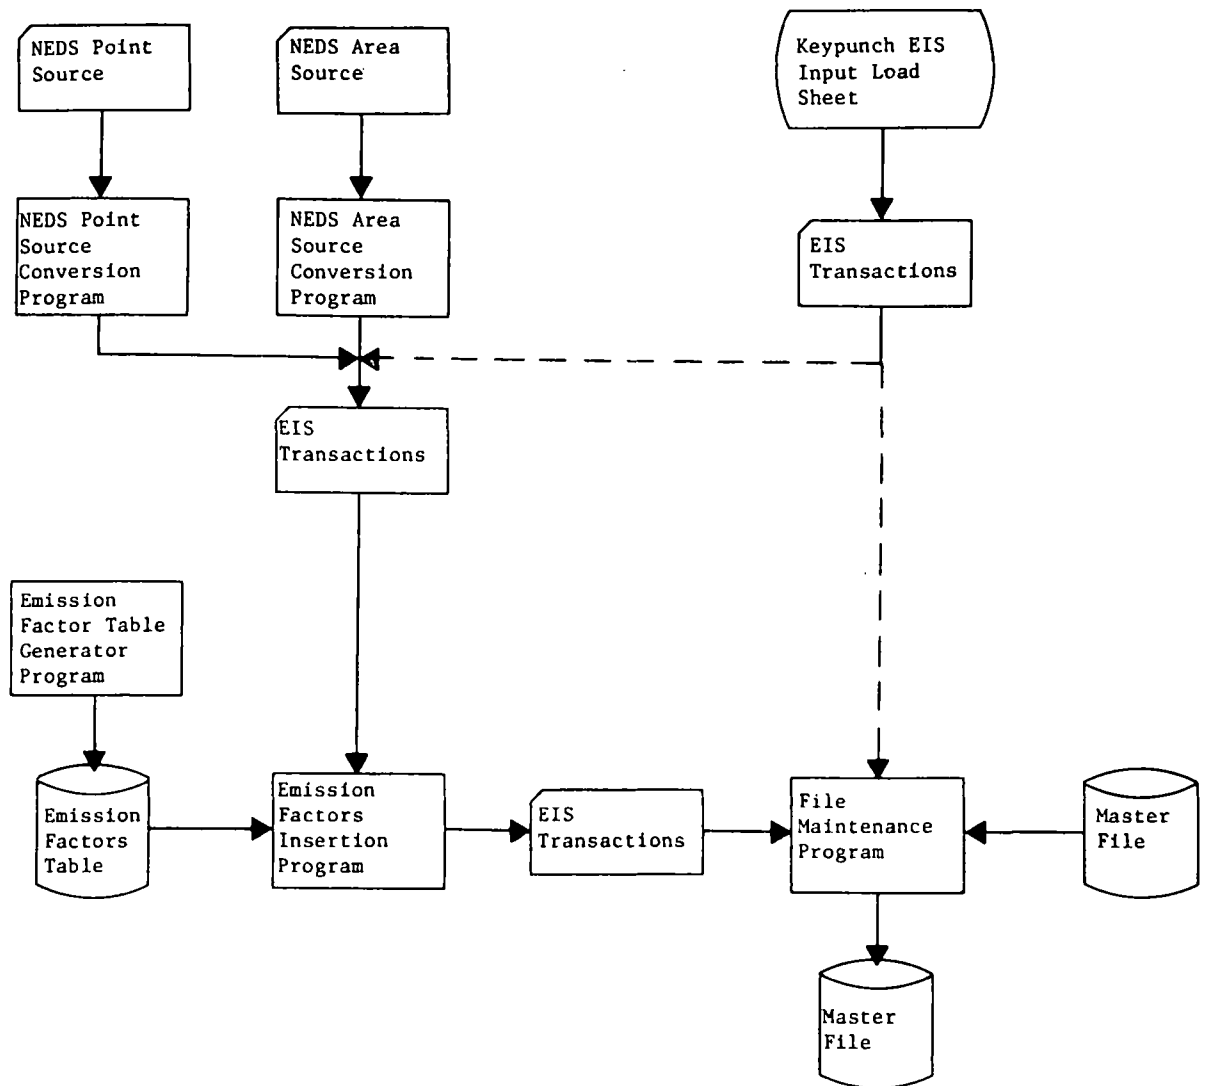 NEDS Point
Source
NEDS Area
Source
Keypunch EIS
Input Load
Sheet
NEDS Point
Source
Conversion
Program
NEDS Area
Source
Conversion
Program
EIS
Transactions
EIS
Transactions
Emission
Factor Table
Generator
Program
Emission
Factors
Table
Emission
Factors
Insertion
Program
EIS
Transactions
File
Maintenance
Program
Master
File
Master
File